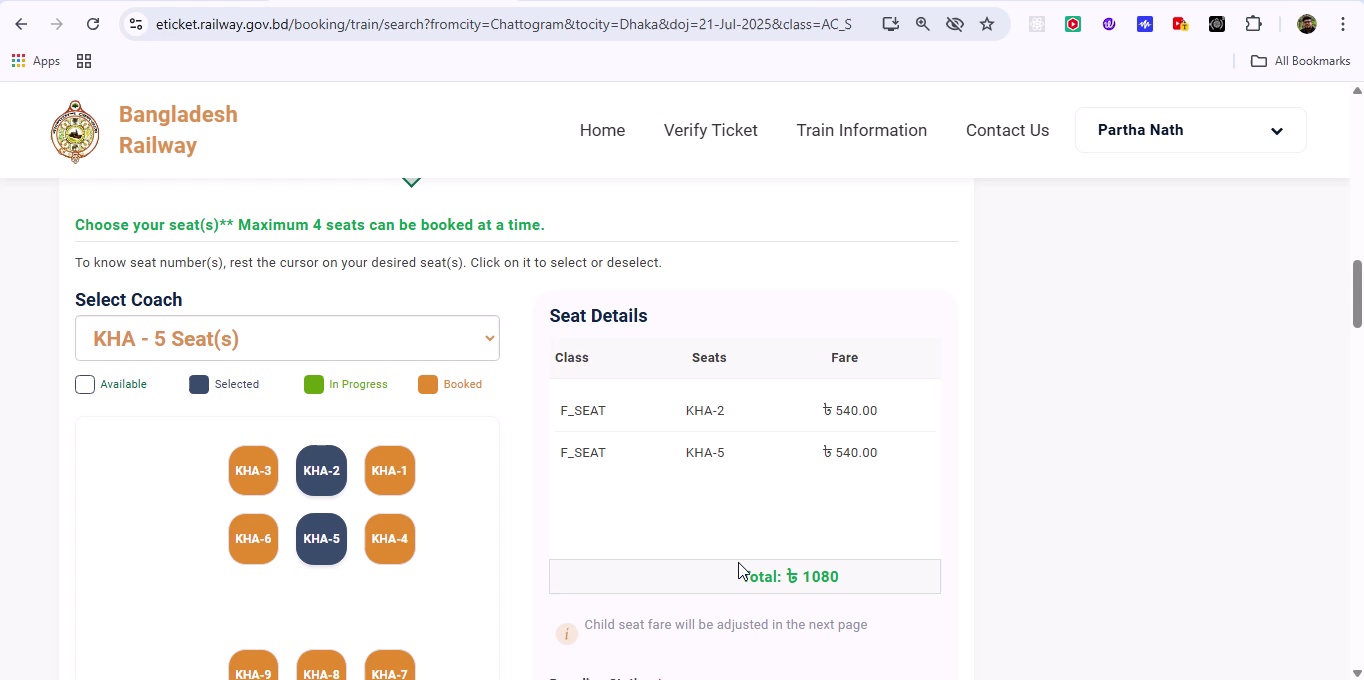 eticket.railway.gov.bd/booking/train/search?fromcity=Chattogram&tocity=Dhaka&doj=21-Jul-2025&class=AC_S
Apps
All Bookmarks
Bangladesh
Railway
Home
Verify Ticket
Train Information
Contact Us
Partha Nath
Choose your seat(s)** Maximum 4 seats can be booked at a time.
To know seat number(s), rest the cursor on your desired seat(s). Click on it to select or deselect.
Select Coach
KHA - 5 Seat(s)
Available
Selected
In Progress
Booked
KHA-3 KHA-2 KHA-1
KHA-6 KHA-5 KHA-4
KHA-9 KHA-8 KHA-7
Seat Details
Class Seats Fare
F_SEAT KHA-2 ৳ 540.00
F_SEAT KHA-5 ৳ 540.00
Total: ৳ 1080
i Child seat fare will be adjusted in the next page